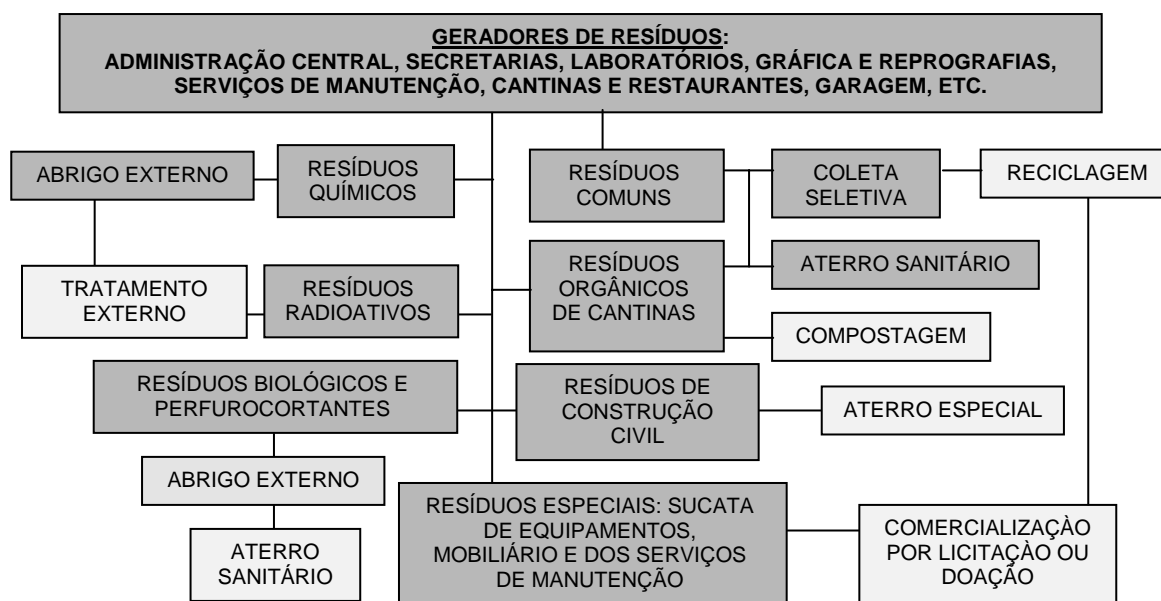 GERADORES DE RESÍDUOS:
ADMINISTRAÇÃO CENTRAL, SECRETARIAS, LABORATÓRIOS, GRÁFICA E REPROGRAFIAS,
SERVIÇOS DE MANUTENÇÃO, CANTINAS E RESTAURANTES, GARAGEM, ETC.
ABRIGO EXTERNO
RESÍDUOS
QUÍMICOS
RESÍDUOS
COMUNS
COLETA
SELETIVA
RECICLAGEM
TRATAMENTO
EXTERNO
RESÍDUOS
RADIOATIVOS
RESÍDUOS
ORGÂNICOS
DE CANTINAS
ATERRO SANITÁRIO
COMPOSTAGEM
RESÍDUOS BIOLÓGICOS E
PERFUROCORTANTES
RESÍDUOS DE
CONSTRUÇÃO
CIVIL
ATERRO ESPECIAL
ABRIGO EXTERNO
ATERRO
SANITÁRIO
RESÍDUOS ESPECIAIS: SUCATA
DE EQUIPAMENTOS,
MOBILIÁRIO E DOS SERVIÇOS
DE MANUTENÇÃO
COMERCIALIZAÇÀO
POR LICITAÇÀO OU
DOAÇÃO